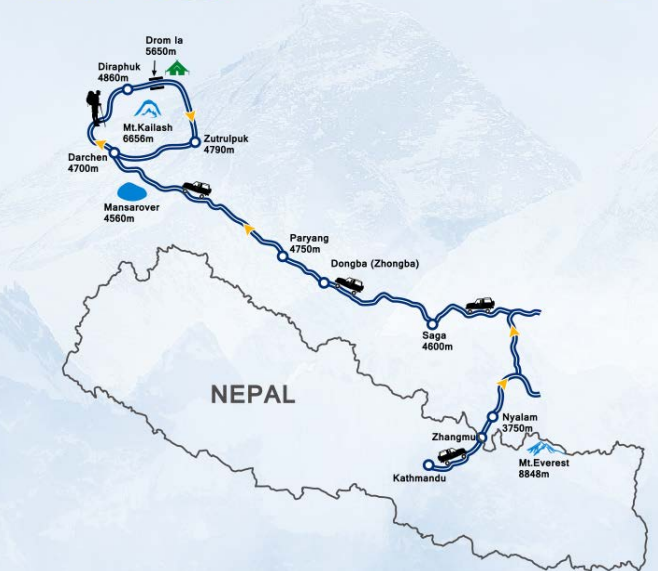 Drom la
5650m
Diraphuk
4860m
Mt.Kailash
6656m
Zutrulpuk
4790m
Darchen
4700m
Mansarover
4560m
Paryang
4750m
Dongba (Zhongba)
Saga
4600m
NEPAL
Nyalam
3750m
Zhangmu
Mt.Everest
8848m
Kathmandu